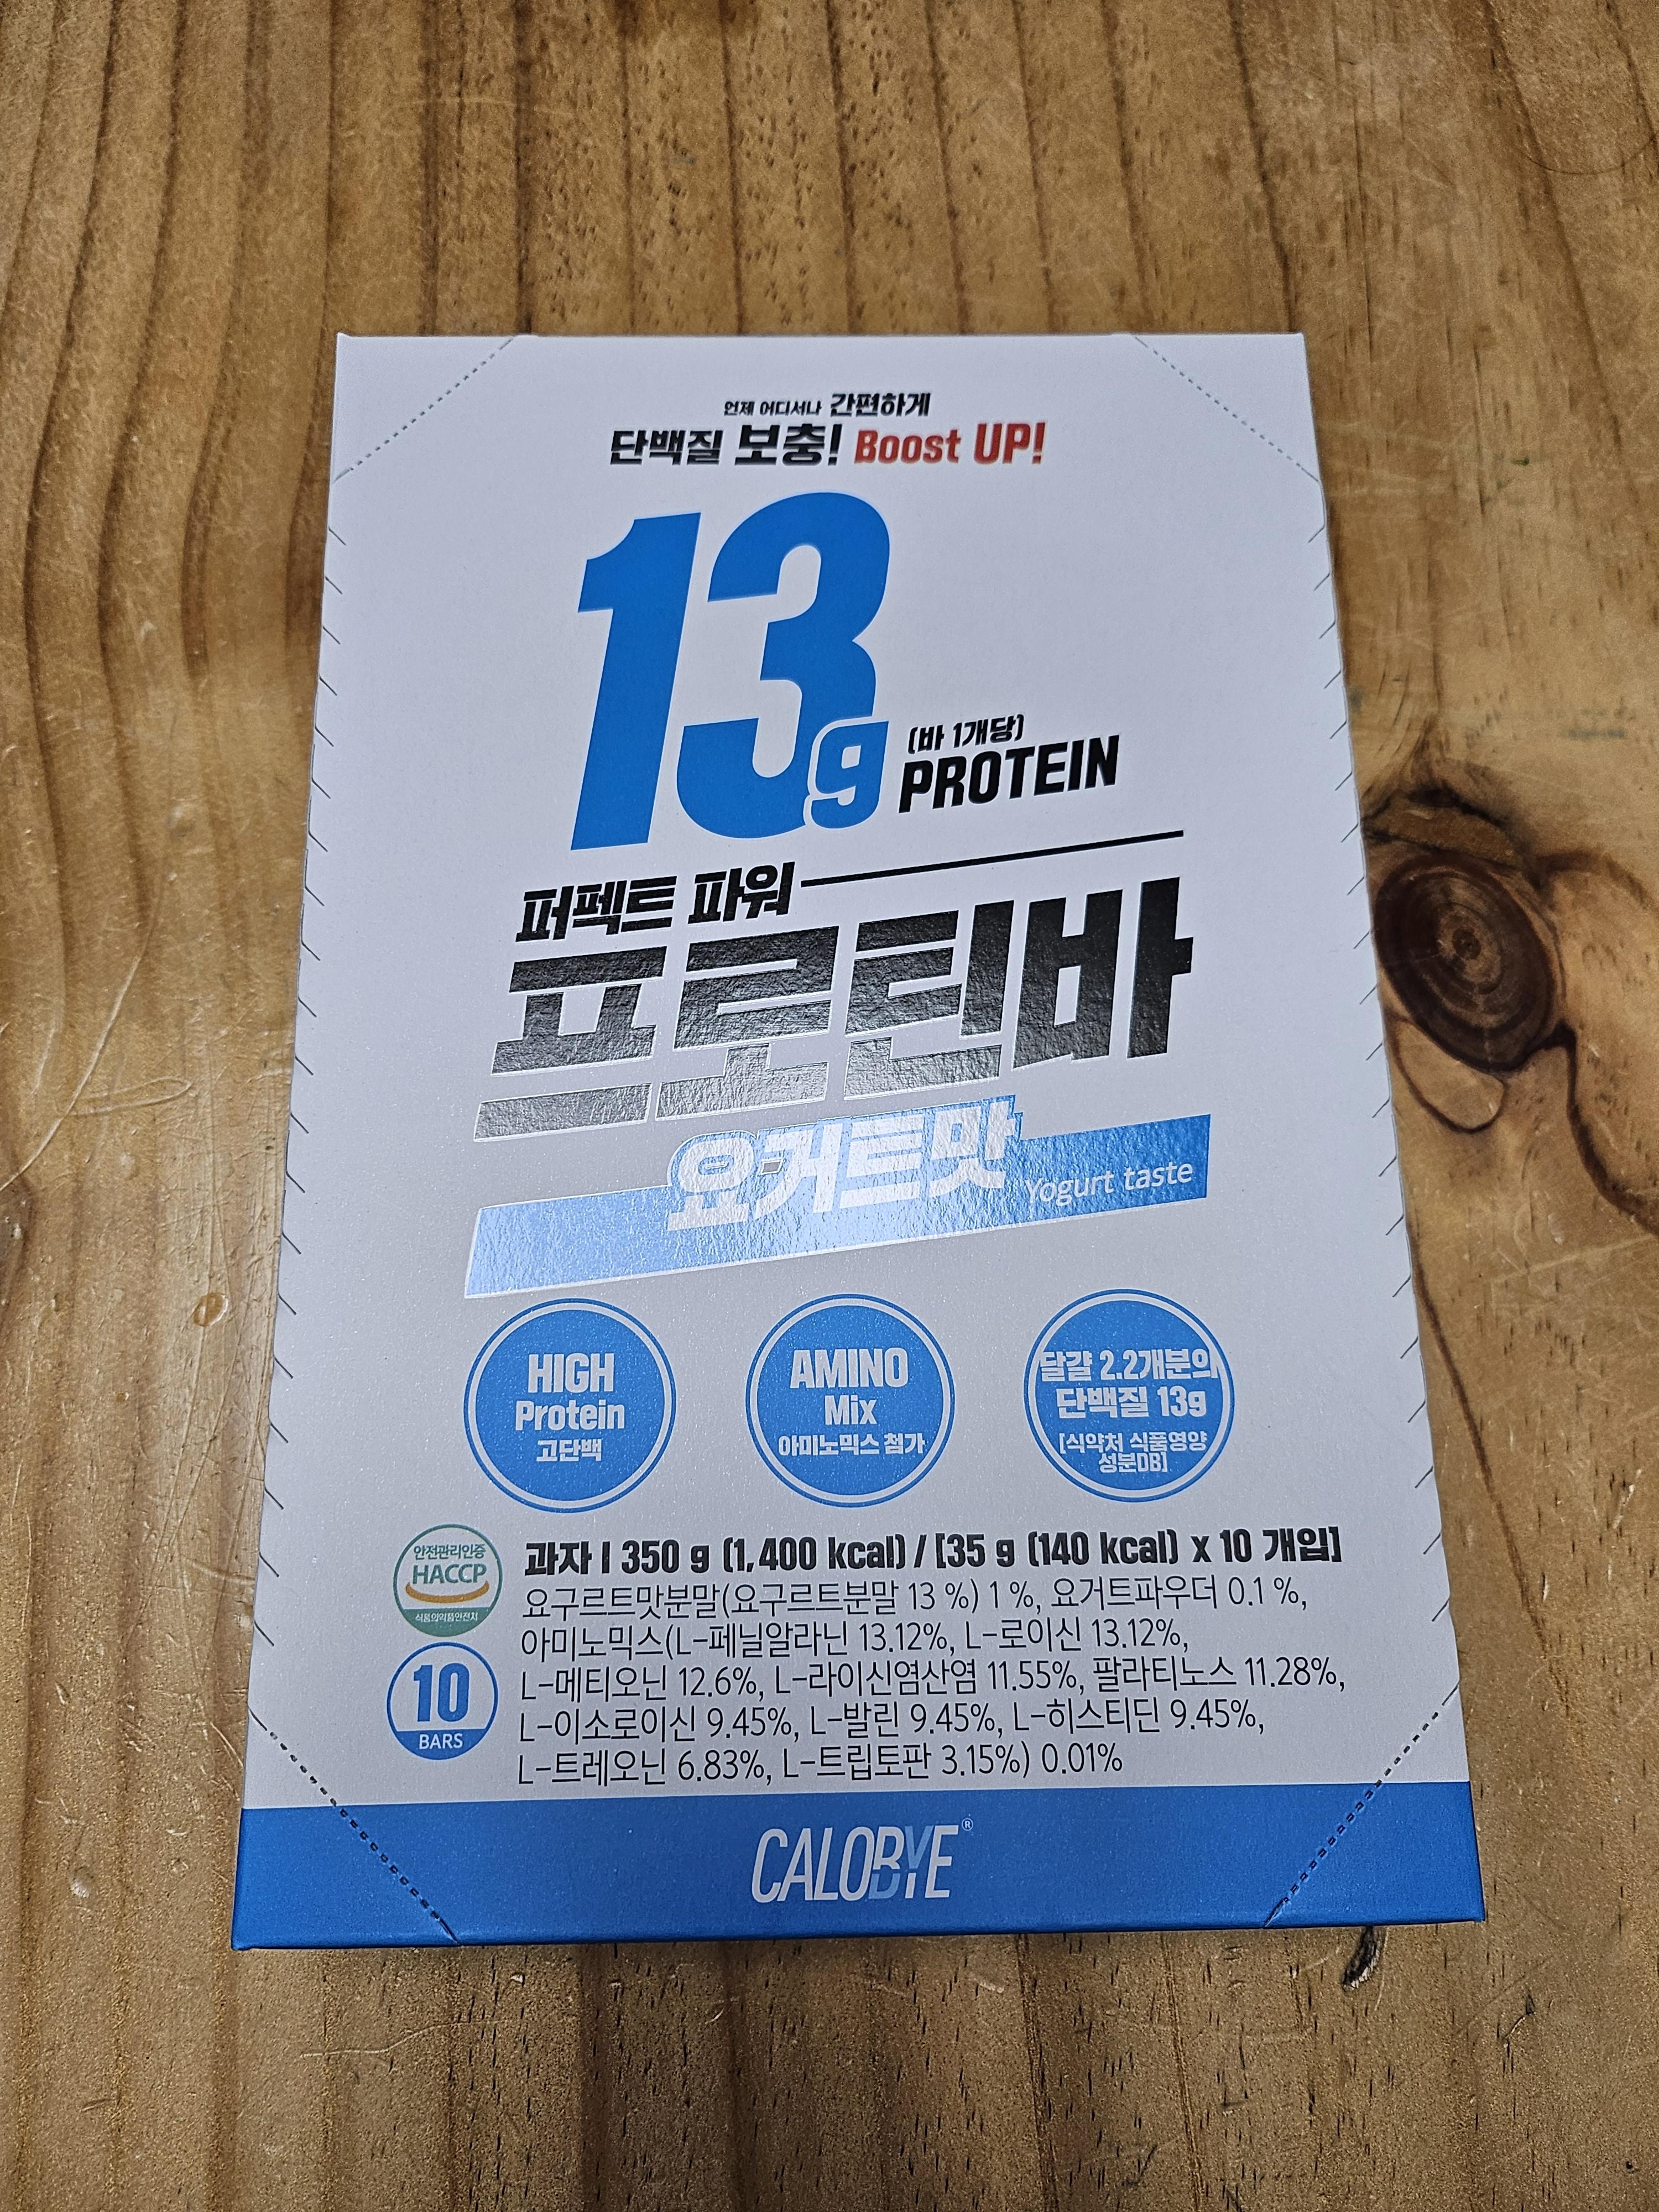 언제 어디서나 간편하게
단백질 보충! Boost UP!
13g (바 1개당)
PROTEIN
퍼펙트 파워
프로틴바
요거트맛 Yogurt taste
HIGH
Protein
고단백
AMINO
Mix
아미노믹스 첨가
달걀 2.2개분의
단백질 13g
[식약처 식품영양
성분DB]
안전관리인증
HACCP
식품의약품안전처
10
BARS
과자 I 350 g (1,400 kcal) / [35 g (140 kcal) x 10 개입]
요구르트맛분말(요구르트분말 13 %) 1 %, 요거트파우더 0.1 %,
아미노믹스(L-페닐알라닌 13.12%, L-로이신 13.12%,
L-메티오닌 12.6%, L-라이신염산염 11.55%, 팔라티노스 11.28%,
L-이소로이신 9.45%, L-발린 9.45%, L-히스티딘 9.45%,
L-트레오닌 6.83%, L-트립토판 3.15%) 0.01%
CALOBYE®